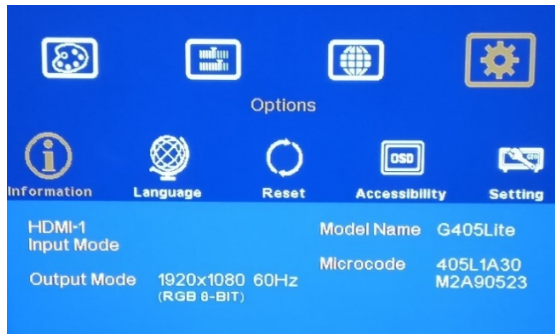 Options
Information Language Reset OSD Accessibility Setting
HDMI-1
Input Mode
Model Name G405Lite
Output Mode 1920x1080 60Hz
(RGB 8-BIT)
Microcode 405L1A30
M2A90523